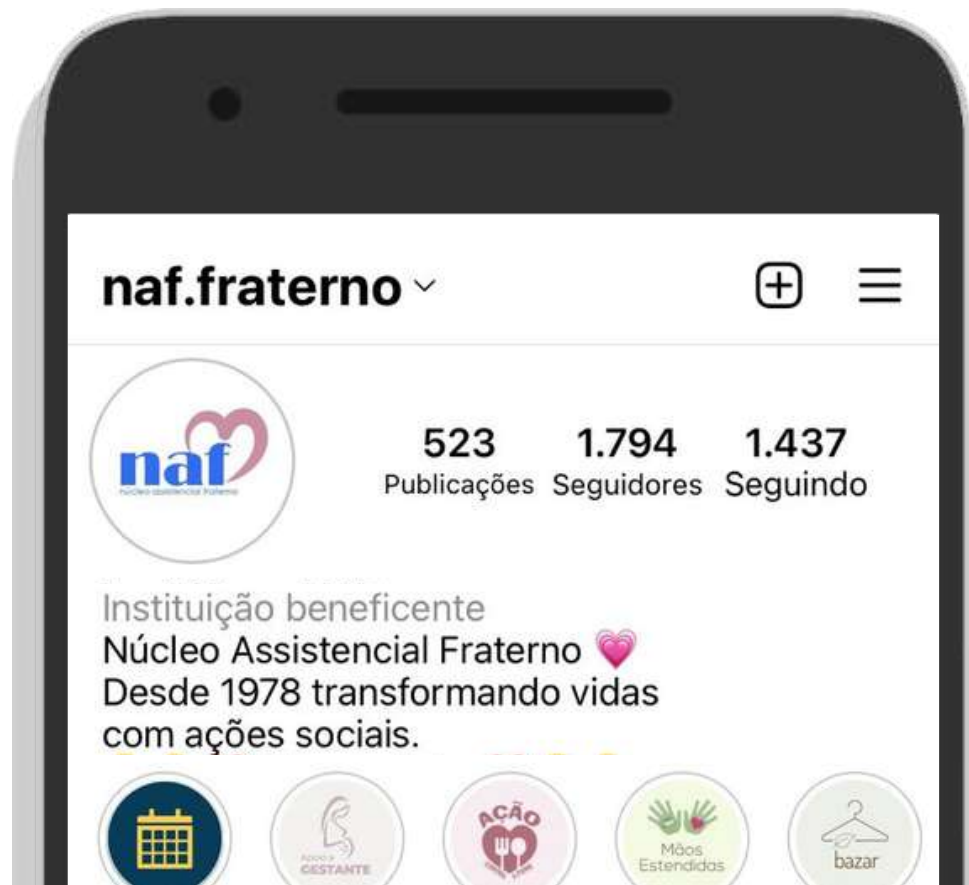 naf.fraterno
naf
núcleo assistencial fraterno
523 1.794 1.437
Publicações Seguidores Seguindo
Instituição beneficente
Núcleo Assistencial Fraterno 💗
Desde 1978 transformando vidas
com ações sociais.
Apoio à
GESTANTE
AÇÃO
Mãos
Estendidas
bazar